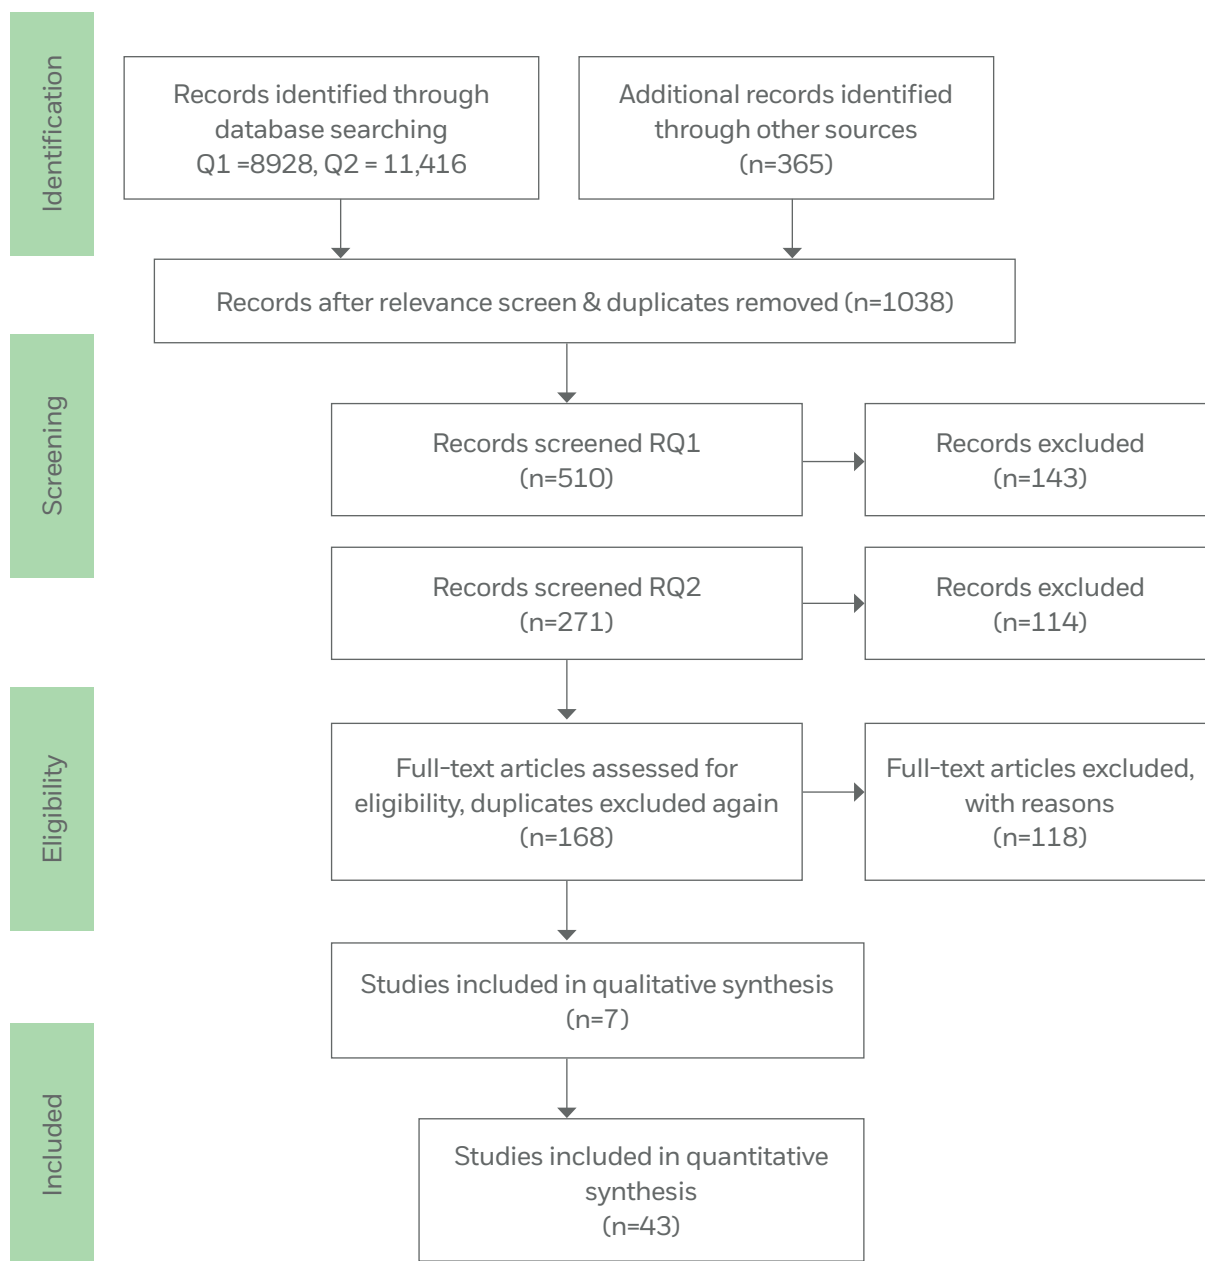 Identification
Records identified through
database searching
Q1 =8928, Q2 = 11,416
Additional records identified
through other sources
(n=365)
Records after relevance screen & duplicates removed (n=1038)
Screening
Records screened RQ1
(n=510)
Records excluded
(n=143)
Records screened RQ2
(n=271)
Records excluded
(n=114)
Eligibility
Full-text articles assessed for
eligibility, duplicates excluded again
(n=168)
Full-text articles excluded,
with reasons
(n=118)
Studies included in qualitative synthesis
(n=7)
Included
Studies included in quantitative
synthesis
(n=43)